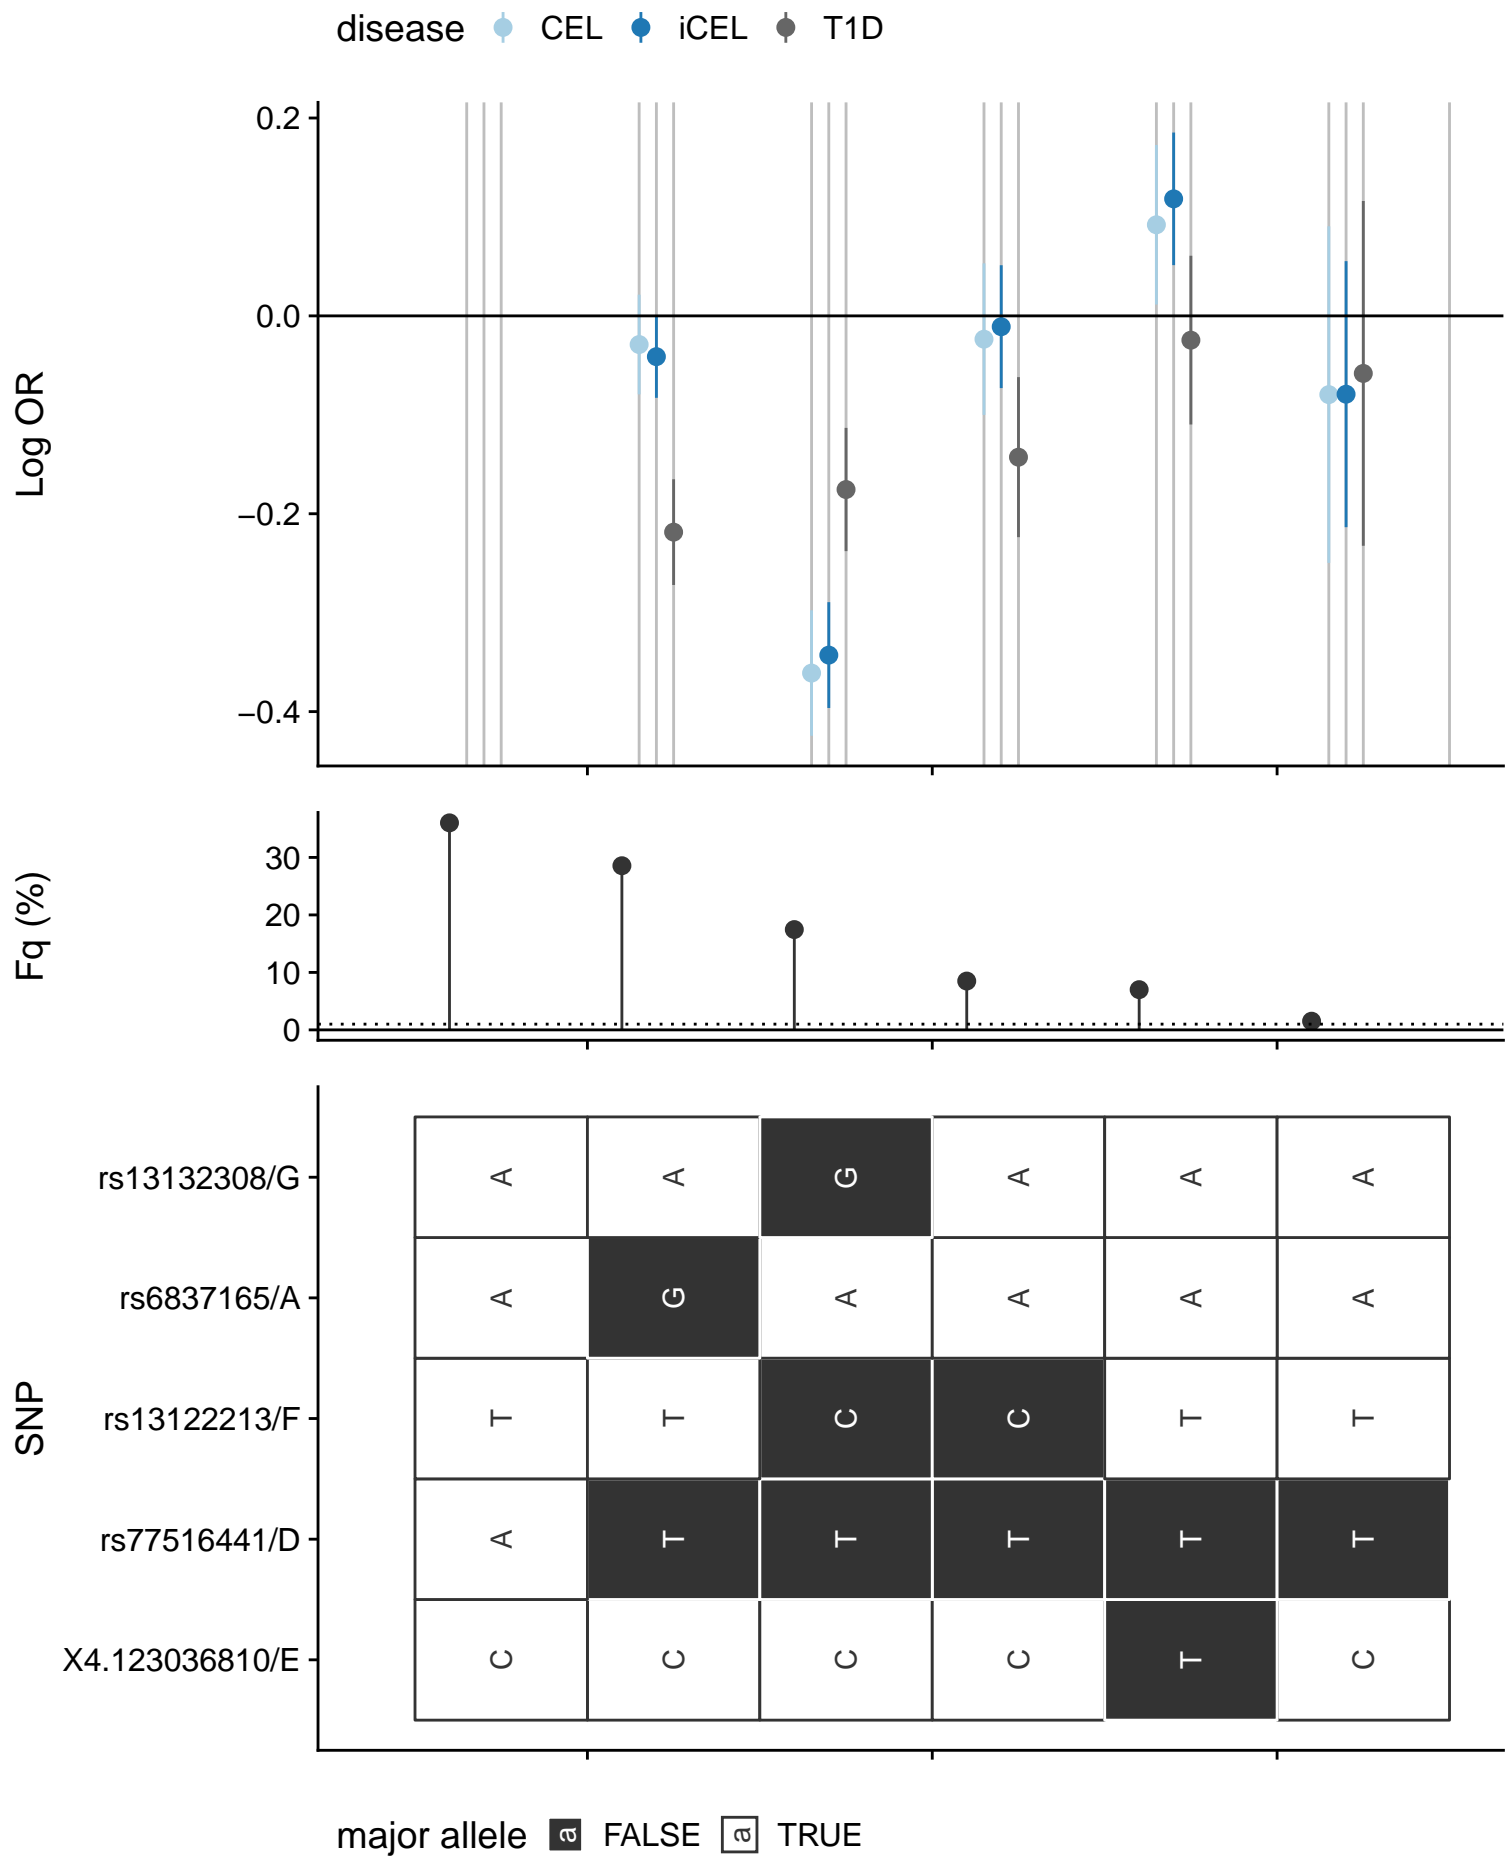 disease CEL iCEL T1D
0.2
0.0
−0.2
−0.4
Log OR
30
20
10
0
Fq (%)
SNP
rs13132308/G A A G A A A
rs6837165/A A G A A A A
rs13122213/F T T C C T T
rs77516441/D A T T T T T
X4.123036810/E C C C C T C
major allele a FALSE a TRUE